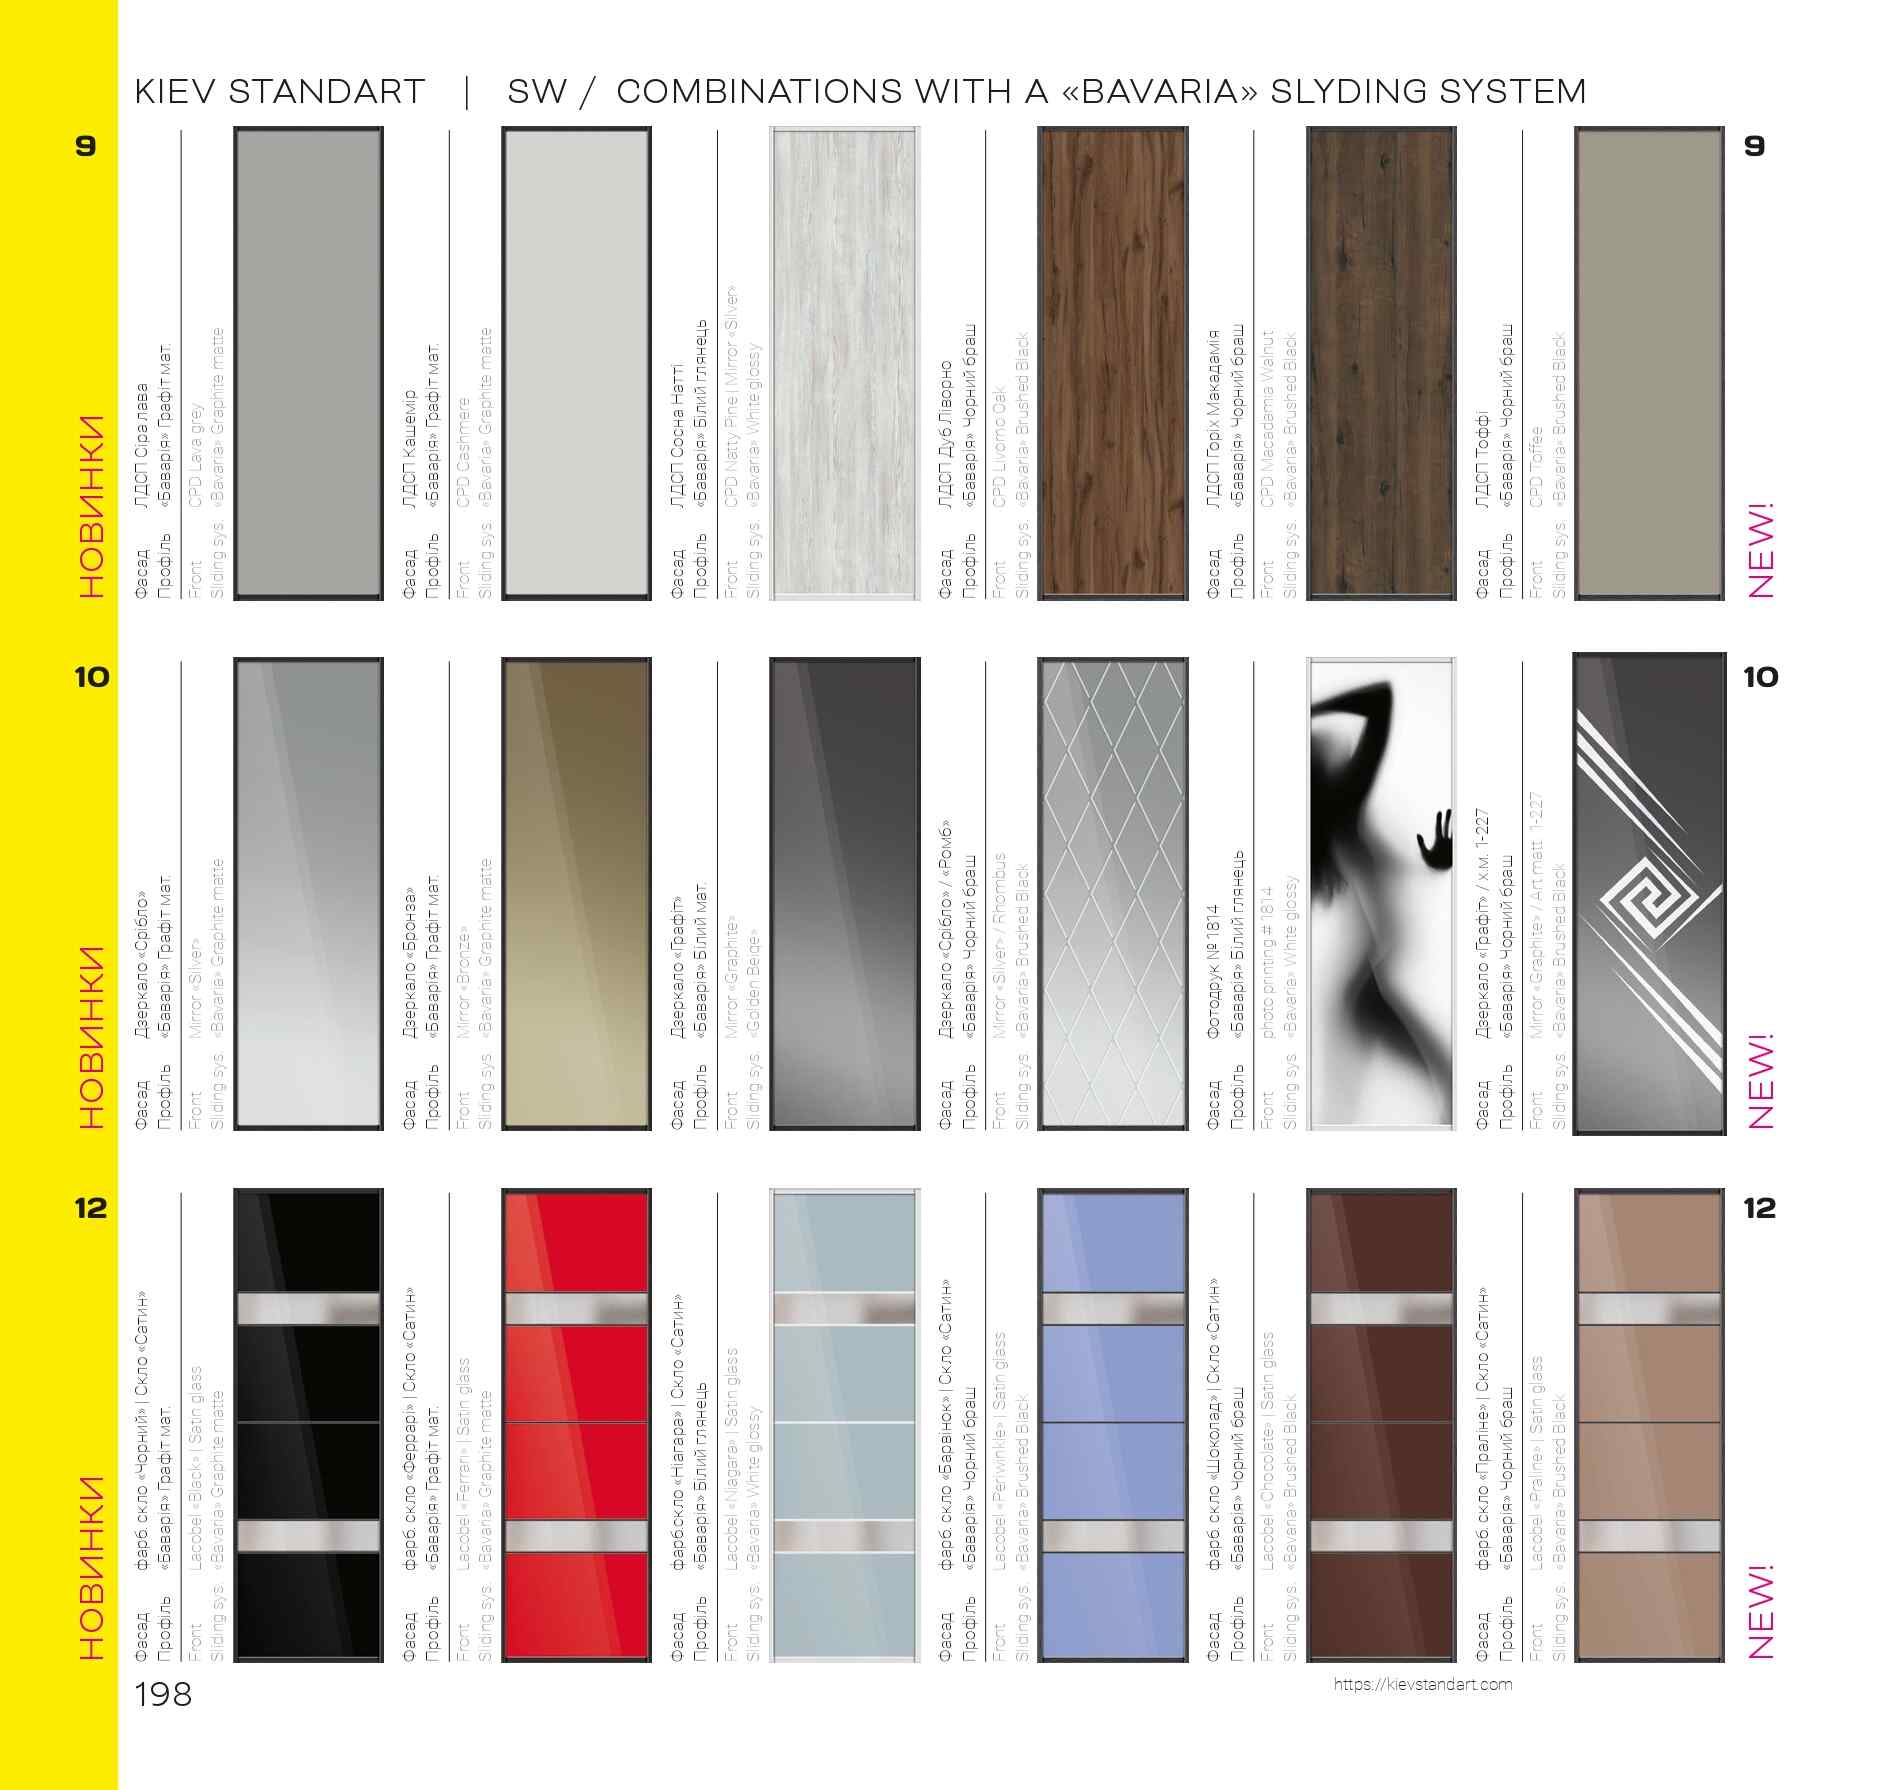 KIEV STANDART | SW / COMBINATIONS WITH A «BAVARIA» SLYDING SYSTEM
9
НОВИНКИ
Фасад ЛДСП Сіра лава
Профіль «Баварія» Графіт мат.
Front CPD Lava grey
Sliding sys. «Bavaria» Graphite matte
Фасад ЛДСП Кашемір
Профіль «Баварія» Графіт мат.
Front CPD Cashmere
Sliding sys. «Bavaria» Graphite matte
Фасад ЛДСП Сосна Натті
Профіль «Баварія» Білий глянець
Front CPD Natty Pine | Mirror «Silver»
Sliding sys. «Bavaria» White glossy
Фасад ЛДСП Дуб Ліворно
Профіль «Баварія» Чорний браш
Front CPD Livorno Oak
Sliding sys. «Bavaria» Brushed Black
Фасад ЛДСП Горіх Макадамія
Профіль «Баварія» Чорний браш
Front CPD Macadamia Walnut
Sliding sys. «Bavaria» Brushed Black
Фасад ЛДСП Тоффі
Профіль «Баварія» Чорний браш
Front CPD Toffee
Sliding sys. «Bavaria» Brushed Black
9
NEW!
10
НОВИНКИ
Фасад Дзеркало «Срібло»
Профіль «Баварія» Графіт мат.
Front Mirror «Silver»
Sliding sys. «Bavaria» Graphite matte
Фасад Дзеркало «Бронза»
Профіль «Баварія» Графіт мат.
Front Mirror «Bronze»
Sliding sys. «Bavaria» Graphite matte
Фасад Дзеркало «Графіт»
Профіль «Баварія» Білий мат.
Front Mirror «Graphite»
Sliding sys. «Golden Beige»
Фасад Дзеркало «Срібло» / «Ромб»
Профіль «Баварія» Чорний браш
Front Mirror «Silver» / Rhombus
Sliding sys. «Bavaria» Brushed Black
Фасад Фотодрук № 1814
Профіль «Баварія» Білий глянець
Front photo printing # 1814
Sliding sys. «Bavaria» White glossy
Фасад Дзеркало «Графіт» / х.м. 1-227
Профіль «Баварія» Чорний браш
Front Mirror «Graphite» / Art matt 1-227
Sliding sys. «Bavaria» Brushed Black
10
NEW!
12
НОВИНКИ
Фасад фарб. скло «Чорний» | Скло «Сатин»
Профіль «Баварія» Графіт мат.
Front Lacobel «Black» | Satin glass
Sliding sys. «Bavaria» Graphite matte
Фасад фарб. скло «Феррарі» | Скло «Сатин»
Профіль «Баварія» Графіт мат.
Front Lacobel «Ferrari» | Satin glass
Sliding sys. «Bavaria» Graphite matte
Фасад фарб скло «Ніагара» | Скло «Сатин»
Профіль «Баварія» Білий глянець
Front Lacobel «Niagara» | Satin glass
Sliding sys. «Bavaria» White glossy
Фасад фарб. скло «Барвінок» | Скло «Сатин»
Профіль «Баварія» Чорний браш
Front Lacobel «Periwinkle» | Satin glass
Sliding sys. «Bavaria» Brushed Black
Фасад фарб. скло «Шоколад» | Скло «Сатин»
Профіль «Баварія» Чорний браш
Front Lacobel «Chocolate» | Satin glass
Sliding sys. «Bavaria» Brushed Black
Фасад фарб. скло «Праліне» | Скло «Сатин»
Профіль «Баварія» Чорний браш
Front Lacobel «Praline» | Satin glass
Sliding sys. «Bavaria» Brushed Black
12
NEW!
198
https://kievstandart.com